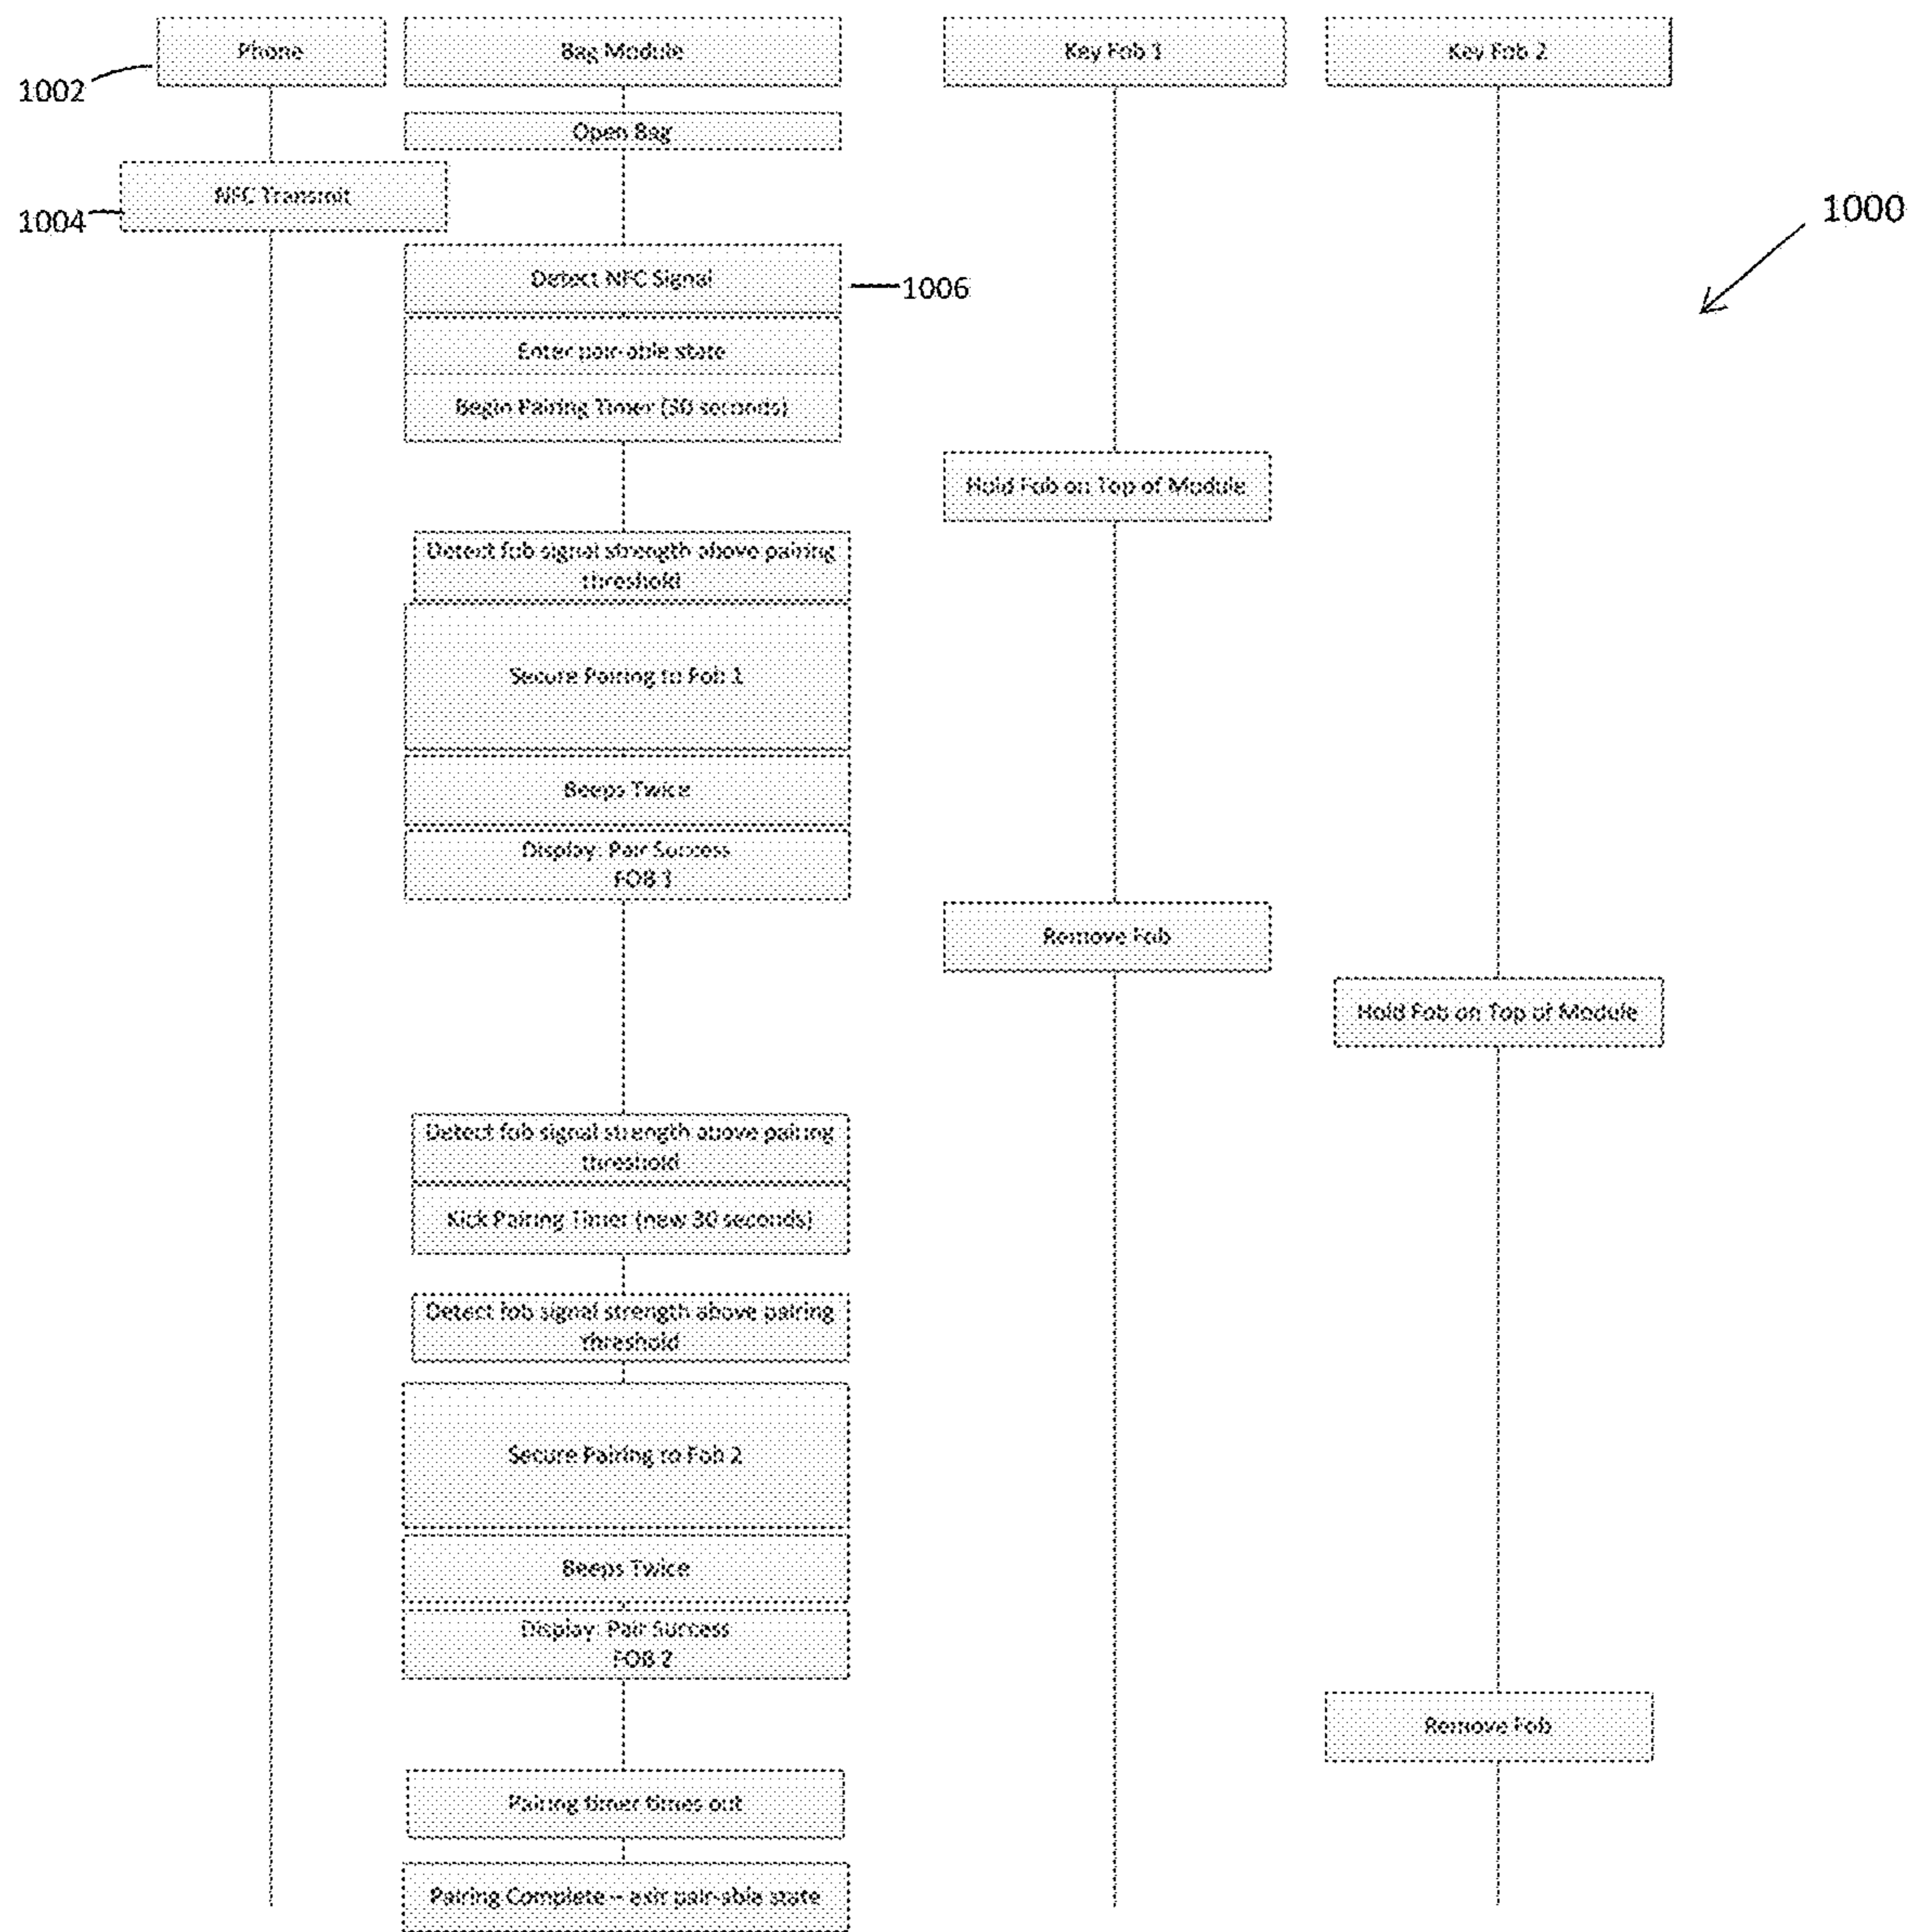 Phone
Bag Module
Key Fob 1
Key Fob 2
1002
Open Bag
NFC Transmit
1004
1000
Detect NFC Signal
1006
Enter pair-able state
Begin Pairing Timer (30 seconds)
Hold Fob on Top of Module
Detect fob signal strength above pairing
threshold
Secure Pairing to Fob 1
Beeps Twice
Display: Pair Success
FOB 1
Remove Fob
Hold Fob on Top of Module
Detect fob signal strength above pairing
threshold
Kick Pairing Timer (new 30 seconds)
Detect fob signal strength above pairing
threshold
Secure Pairing to Fob 2
Beeps Twice
Display: Pair Success
FOB 2
Remove Fob
Pairing timer times out
Pairing Complete – exit pair-able state